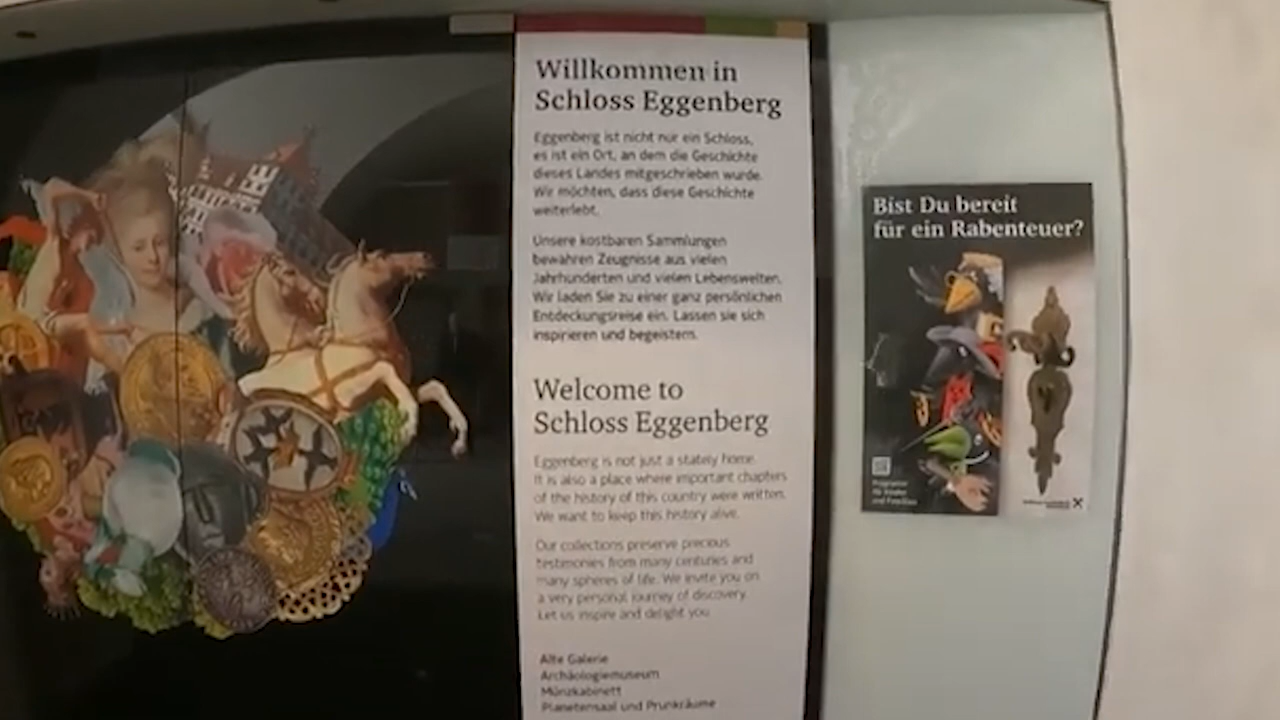 Willkommen in
Schloss Eggenberg
Eggenberg ist nicht nur ein Schloss,
es ist ein Ort, an dem die Geschichte
dieses Landes mitgeschrieben wurde.
Wir möchten, dass diese Geschichte
weiterlebt.
Unsere kostbaren Sammlungen
bewahren Zeugnisse aus vielen
Jahrhunderten und vielen Lebenswelten.
Wir laden Sie zu einer ganz persönlichen
Entdeckungsreise ein. Lassen sie sich
inspirieren und begeistern.
Welcome to
Schloss Eggenberg
Eggenberg is not just a stately home.
It is also a place where important chapters
of the history of this country were written.
We want to keep this history alive.
Our collections preserve precious
testimonies from many centuries and
many spheres of life. We invite you on
a very personal journey of discovery.
Let us inspire and delight you
Alte Galerie
Archäologiemuseum
Münzkabinett
Planetensaal und Prunkräume
Bist Du bereit
für ein Rabenteuer?
Programm
für Kinder
und Familien